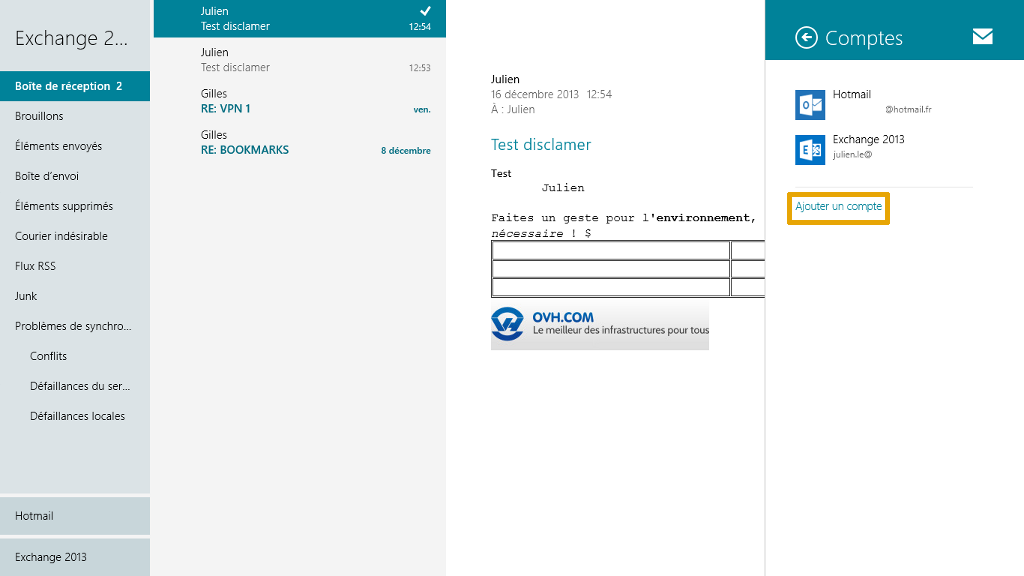 Exchange 2...
Boîte de réception 2
Brouillons
Éléments envoyés
Boîte d'envoi
Éléments supprimés
Courier indésirable
Flux RSS
Junk
Problèmes de synchro...
Conflits
Défaillances du ser...
Défaillances locales
Hotmail
Exchange 2013
Julien
Test disclamer 12:54
Julien
Test disclamer 12:53
Gilles
RE: VPN 1 ven.
Gilles
RE: BOOKMARKS 8 décembre
Julien
16 décembre 2013 12:54
À : Julien
Test disclamer
Test
Julien
Faites un geste pour l'environnement,
nécessaire ! $
OVH.COM
Le meilleur des infrastructures pour tous
Comptes
Hotmail
@hotmail.fr
Exchange 2013
julien.le@
Ajouter un compte